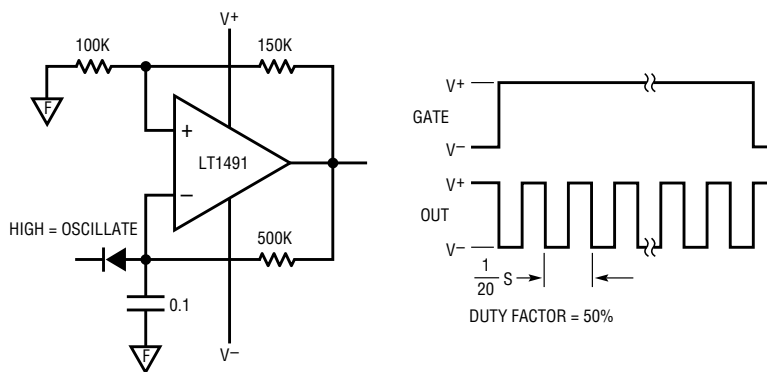 V+
100K
150K
F
+
LT1491
−
HIGH = OSCILLATE
500K
0.1
F
V−
V+
GATE
V−
V+
OUT
V−
1/20 S
DUTY FACTOR = 50%